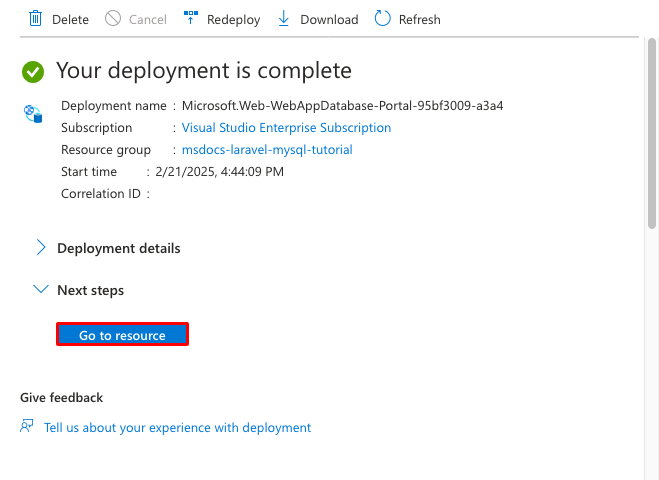 Delete Cancel Redeploy Download Refresh
Your deployment is complete
Deployment name : Microsoft.Web-WebAppDatabase-Portal-95bf3009-a3a4
Subscription : Visual Studio Enterprise Subscription
Resource group : msdocs-laravel-mysql-tutorial
Start time : 2/21/2025, 4:44:09 PM
Correlation ID :
Deployment details
Next steps
Go to resource
Give feedback
Tell us about your experience with deployment